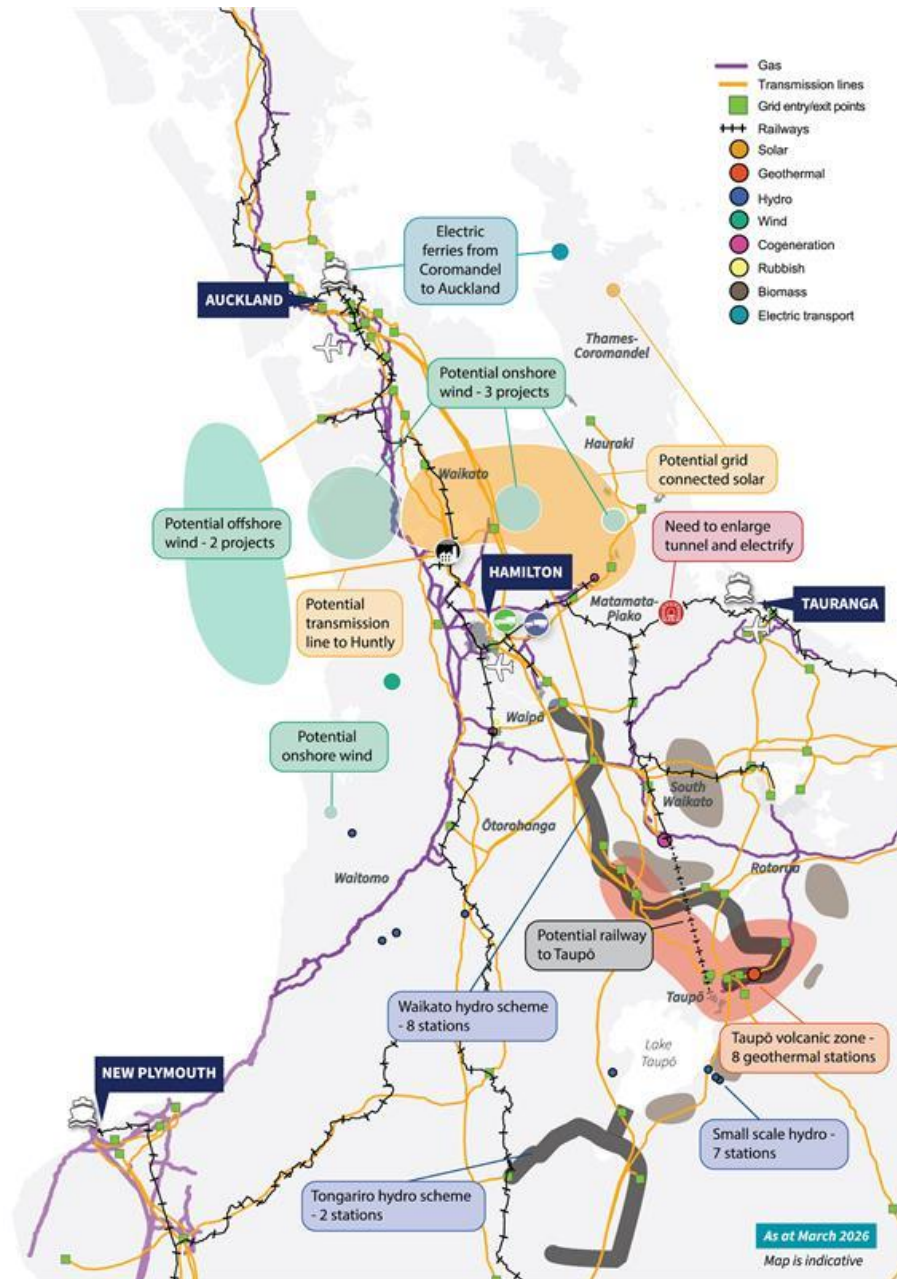 Gas
Transmission lines
Grid entry/exit points
Railways
Solar
Geothermal
Hydro
Wind
Cogeneration
Rubbish
Biomass
Electric transport
Electric
ferries from
Coromandel
to Auckland
AUCKLAND
Thames-
Coromandel
Potential onshore
wind - 3 projects
Hauraki
Waikato
Potential grid
connected solar
Potential offshore
wind - 2 projects
Need to enlarge
tunnel and electrify
HAMILTON
Matamata-
Piako
TAURANGA
Potential
transmission
line to Huntly
Waipā
Potential
onshore wind
South
Waikato
Ōtorohanga
Waitomo
Rotorua
Potential railway
to Taupō
Taupō
Waikato hydro scheme
- 8 stations
Taupō volcanic zone -
8 geothermal stations
Lake
Taupō
NEW PLYMOUTH
Small scale hydro -
7 stations
Tongariro hydro scheme
- 2 stations
As at March 2026
Map is indicative